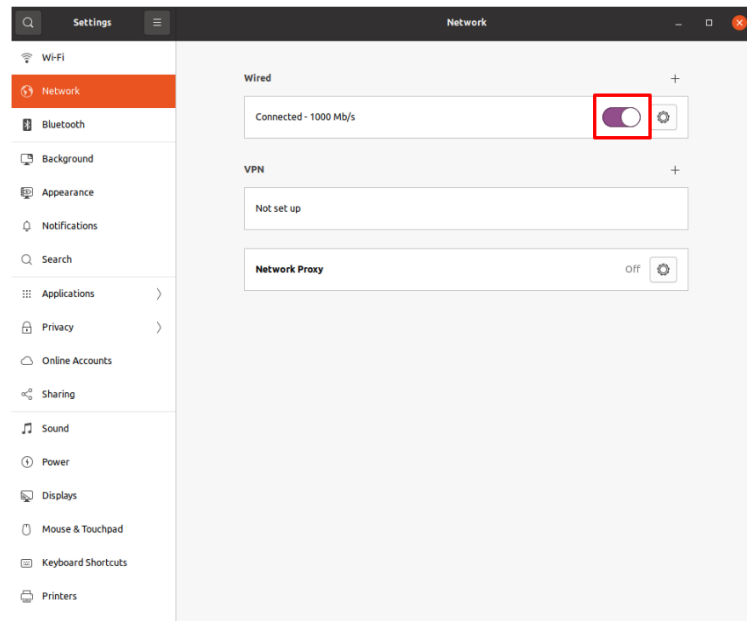 Settings
Network
Wi-Fi
Network
Bluetooth
Background
Appearance
Notifications
Search
Applications
Privacy
Online Accounts
Sharing
Sound
Power
Displays
Mouse & Touchpad
Keyboard Shortcuts
Printers
Wired
Connected - 1000 Mb/s
VPN
Not set up
Network Proxy Off